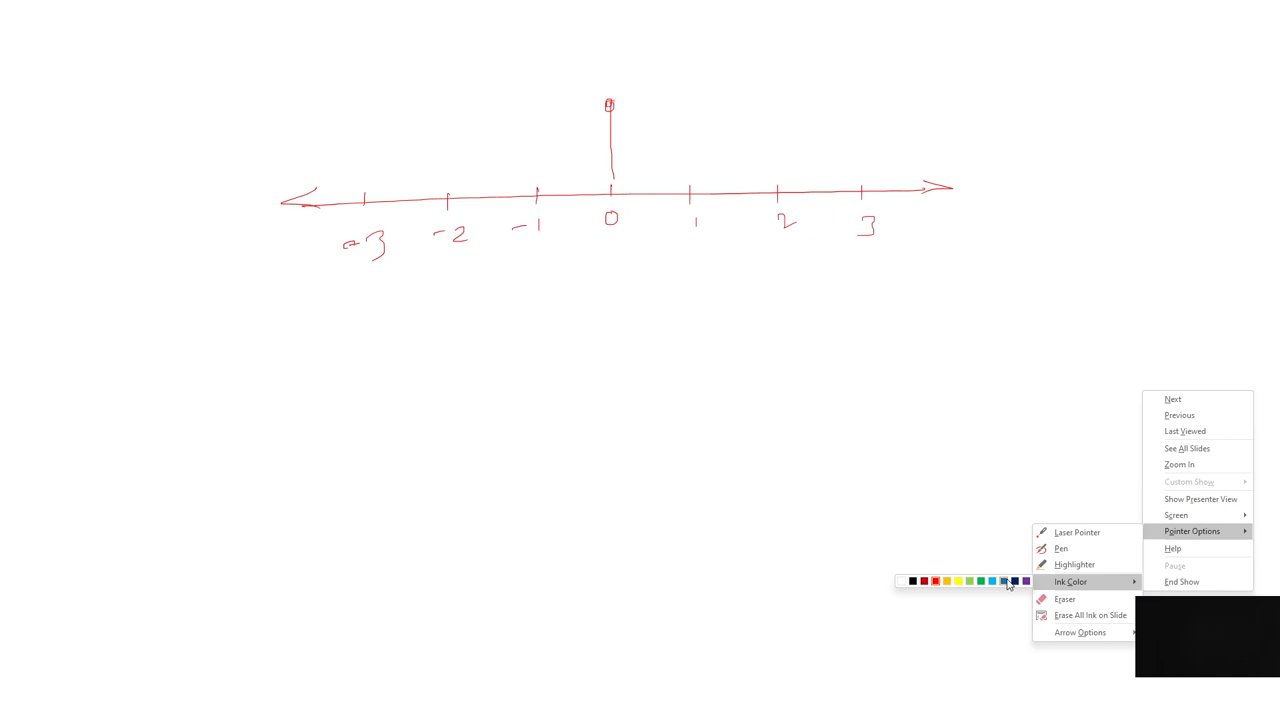 -3 -2 -1 0 1 2 3
Next
Previous
Last Viewed
See All Slides
Zoom In
Custom Show
Show Presenter View
Screen
Pointer Options
Help
Pause
End Show
Laser Pointer
Pen
Highlighter
Ink Color
Eraser
Erase All Ink on Slide
Arrow Options